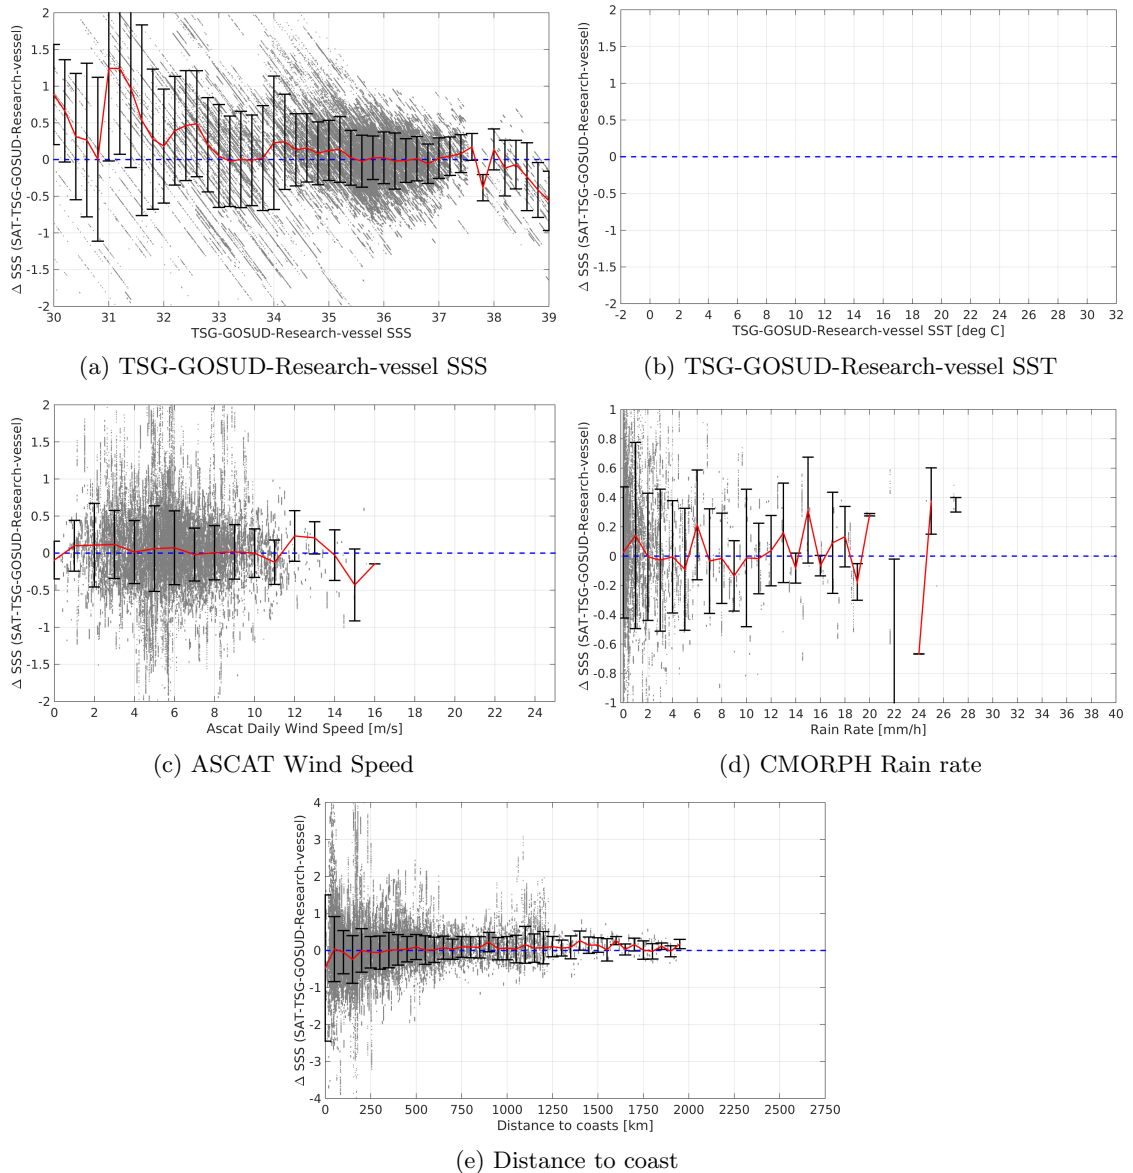 2
1.5
1
0.5
0
-0.5
-1
-1.5
-2
Δ SSS (SAT-TSG-GOSUD-Research-vessel)
30 31 32 33 34 35 36 37 38 39
TSG-GOSUD-Research-vessel SSS
(a) TSG-GOSUD-Research-vessel SSS
2
1.5
1
0.5
0
-0.5
-1
-1.5
-2
Δ SSS (SAT-TSG-GOSUD-Research-vessel)
-2 0 2 4 6 8 10 12 14 16 18 20 22 24 26 28 30 32
TSG-GOSUD-Research-vessel SST [deg C]
(b) TSG-GOSUD-Research-vessel SST
2
1.5
1
0.5
0
-0.5
-1
-1.5
-2
Δ SSS (SAT-TSG-GOSUD-Research-vessel)
0 2 4 6 8 10 12 14 16 18 20 22 24
Ascat Daily Wind Speed [m/s]
(c) ASCAT Wind Speed
1
0.8
0.6
0.4
0.2
0
-0.2
-0.4
-0.6
-0.8
-1
Δ SSS (SAT-TSG-GOSUD-Research-vessel)
0 2 4 6 8 10 12 14 16 18 20 22 24 26 28 30 32 34 36 38 40
Rain Rate [mm/h]
(d) CMORPH Rain rate
4
3
2
1
0
-1
-2
-3
-4
Δ SSS (SAT-TSG-GOSUD-Research-vessel)
0 250 500 750 1000 1250 1500 1750 2000 2250 2500 2750
Distance to coasts [km]
(e) Distance to coast